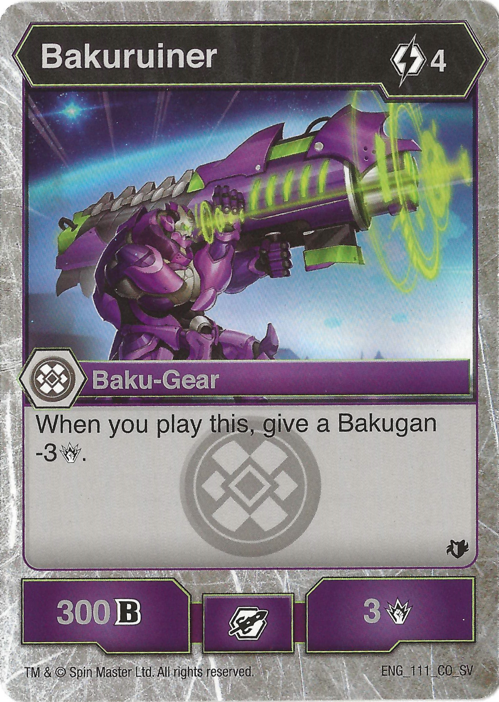 Bakuruiner
4
Baku-Gear
When you play this, give a Bakugan
-3.
300 B
3
TM & © Spin Master Ltd. All rights reserved.
ENG_111_CO_SV